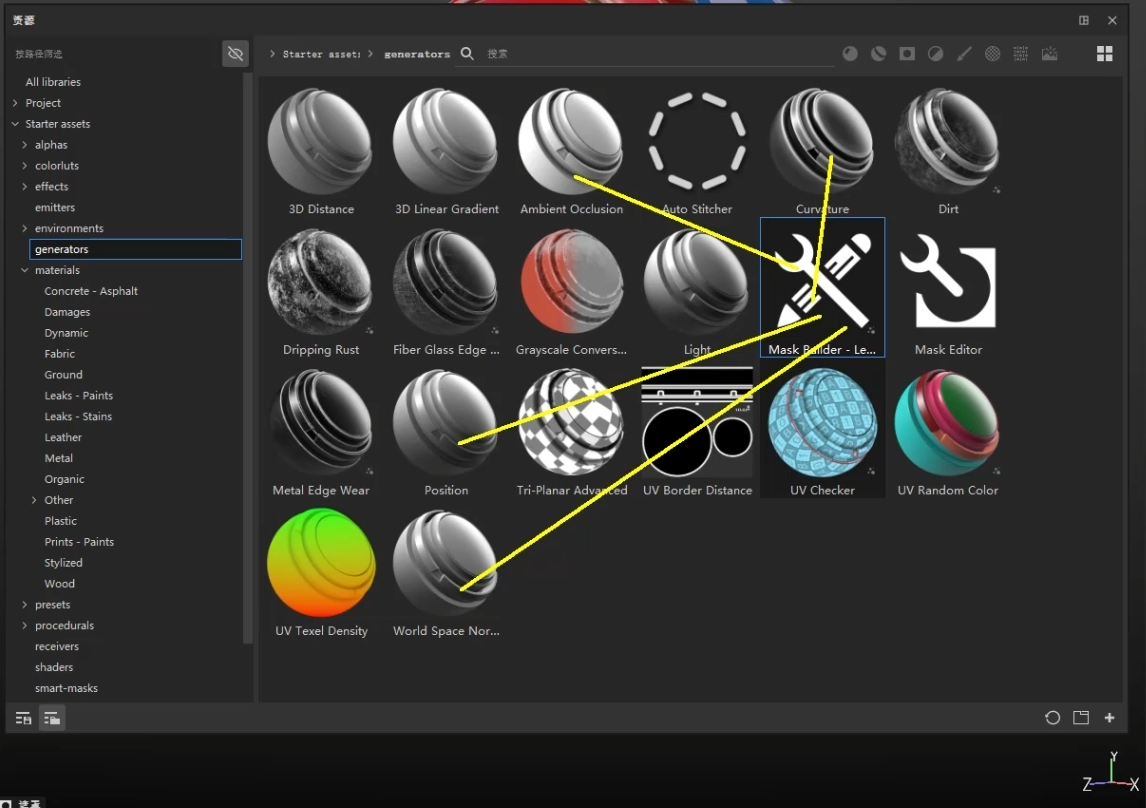 资源
按路径筛选
Starter asset:
generators
搜索
All libraries
Project
Starter assets
alphas
colorluts
effects
emitters
environments
generators
materials
Concrete - Asphalt
Damages
Dynamic
Fabric
Ground
Leaks - Paints
Leaks - Stains
Leather
Metal
Organic
Other
Plastic
Prints - Paints
Stylized
Wood
presets
procedurals
receivers
shaders
smart-masks
3D Distance
3D Linear Gradient
Ambient Occlusion
Auto Stitcher
Curvature
Dirt
Dripping Rust
Fiber Glass Edge ...
Grayscale Convers...
Light
Mask Builder - Le...
Mask Editor
Metal Edge Wear
Position
Tri-Planar Advanced
UV Border Distance
UV Checker
UV Random Color
UV Texel Density
World Space Nor...
Y
Z
X